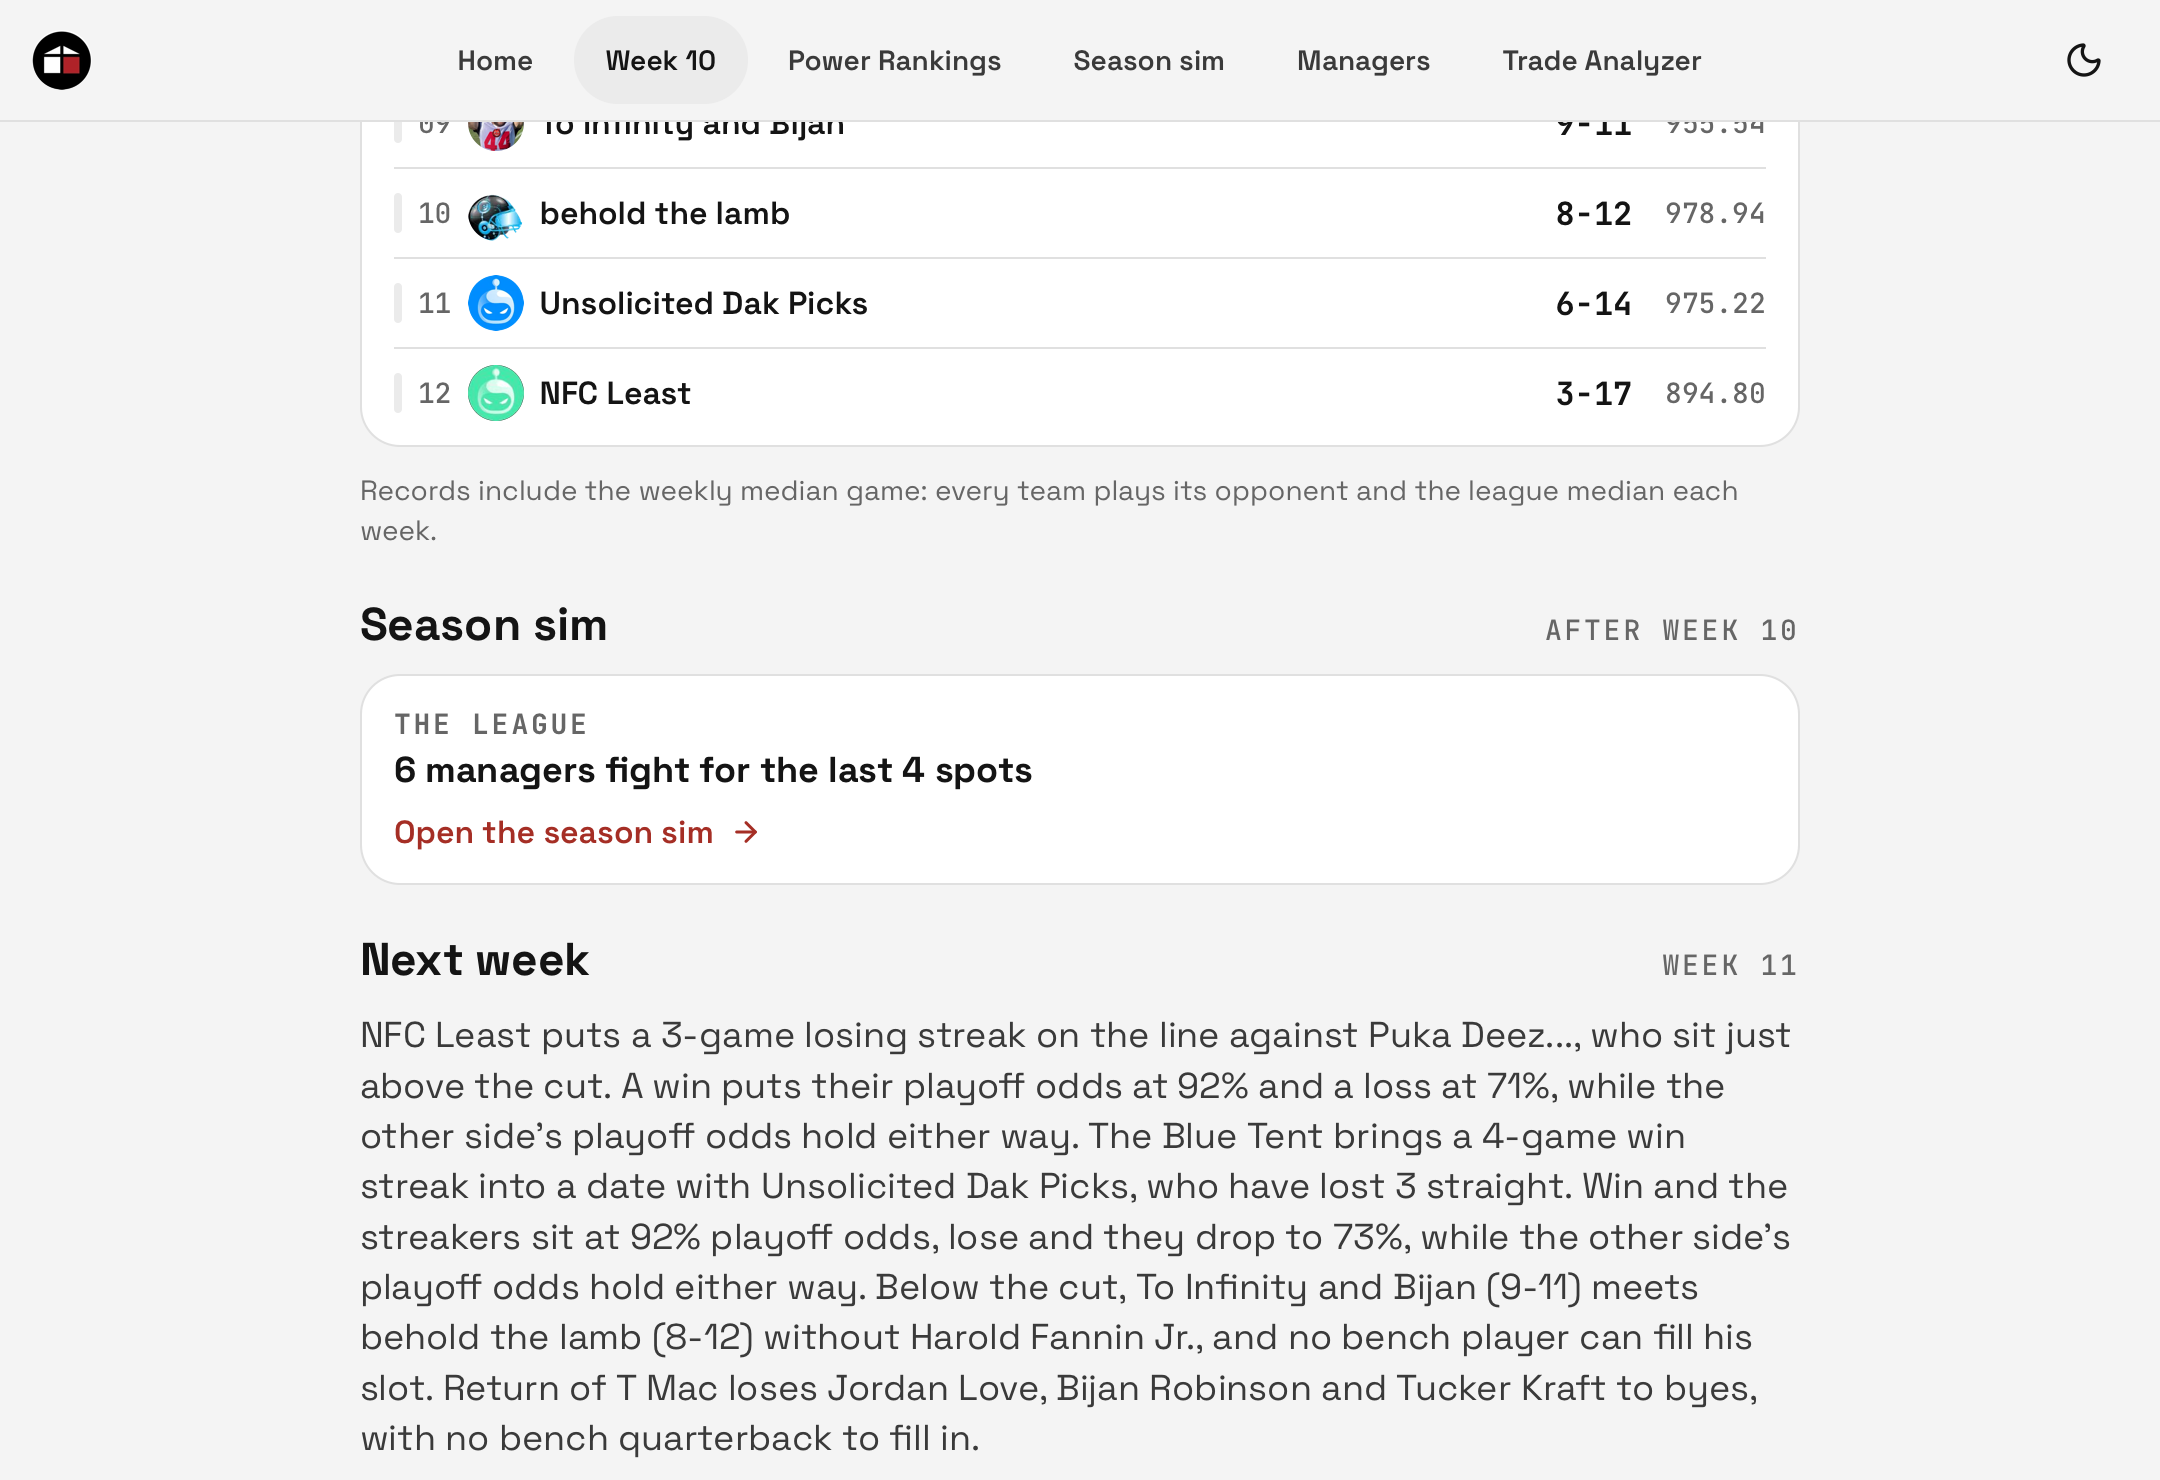 Home Week 10 Power Rankings Season sim Managers Trade Analyzer
09 To Infinity and Bijan 9-11 955.54
10 behold the lamb 8-12 978.94
11 Unsolicited Dak Picks 6-14 975.22
12 NFC Least 3-17 894.80
Records include the weekly median game: every team plays its opponent and the league median each
week.
Season sim AFTER WEEK 10
THE LEAGUE
6 managers fight for the last 4 spots
Open the season sim →
Next week WEEK 11
NFC Least puts a 3-game losing streak on the line against Puka Deez..., who sit just
above the cut. A win puts their playoff odds at 92% and a loss at 71%, while the
other side’s playoff odds hold either way. The Blue Tent brings a 4-game win
streak into a date with Unsolicited Dak Picks, who have lost 3 straight. Win and the
streakers sit at 92% playoff odds, lose and they drop to 73%, while the other side’s
playoff odds hold either way. Below the cut, To Infinity and Bijan (9-11) meets
behold the lamb (8-12) without Harold Fannin Jr., and no bench player can fill his
slot. Return of T Mac loses Jordan Love, Bijan Robinson and Tucker Kraft to byes,
with no bench quarterback to fill in.